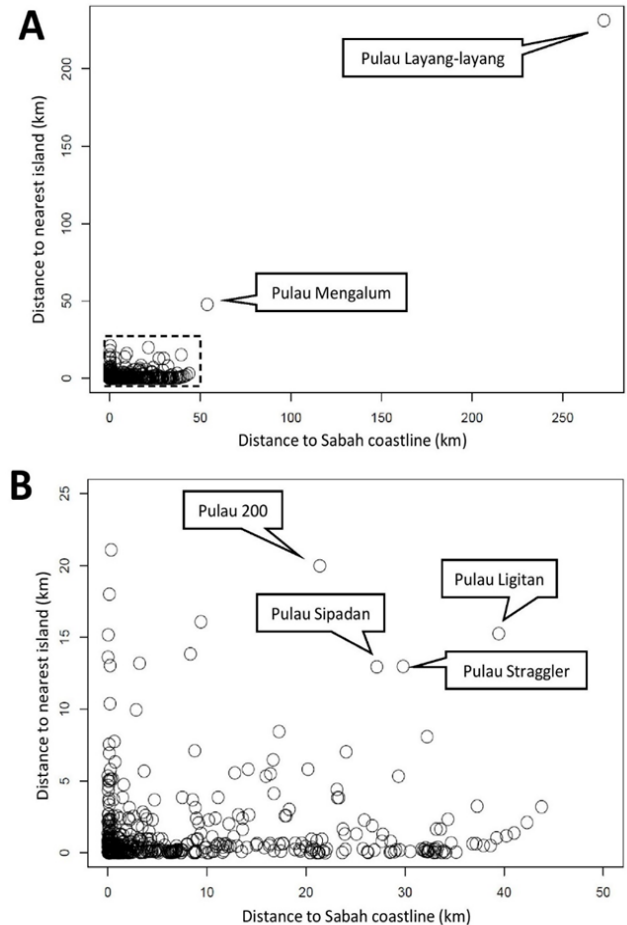 A
Distance to nearest island (km)
200
150
100
50
0
Pulau Layang-layang
Pulau Mengalum
0 50 100 150 200 250
Distance to Sabah coastline (km)
B
Distance to nearest island (km)
25
20
15
10
5
0
Pulau 200
Pulau Ligitan
Pulau Sipadan
Pulau Straggler
0 10 20 30 40 50
Distance to Sabah coastline (km)